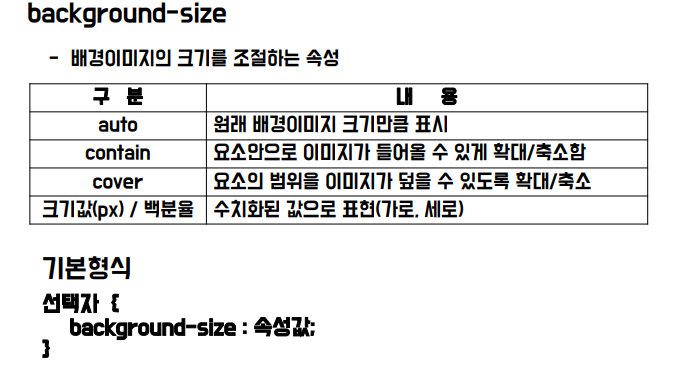 background-size
- 배경이미지의 크기를 조절하는 속성
구 분 내 용
auto 원래 배경이미지 크기만큼 표시
contain 요소안으로 이미지가 들어올 수 있게 확대/축소함
cover 요소의 범위을 이미지가 덮을 수 있도록 확대/축소
크기값(px) / 백분율 수치화된 값으로 표현(가로, 세로)
기본형식
선택자 {
background-size : 속성값;
}